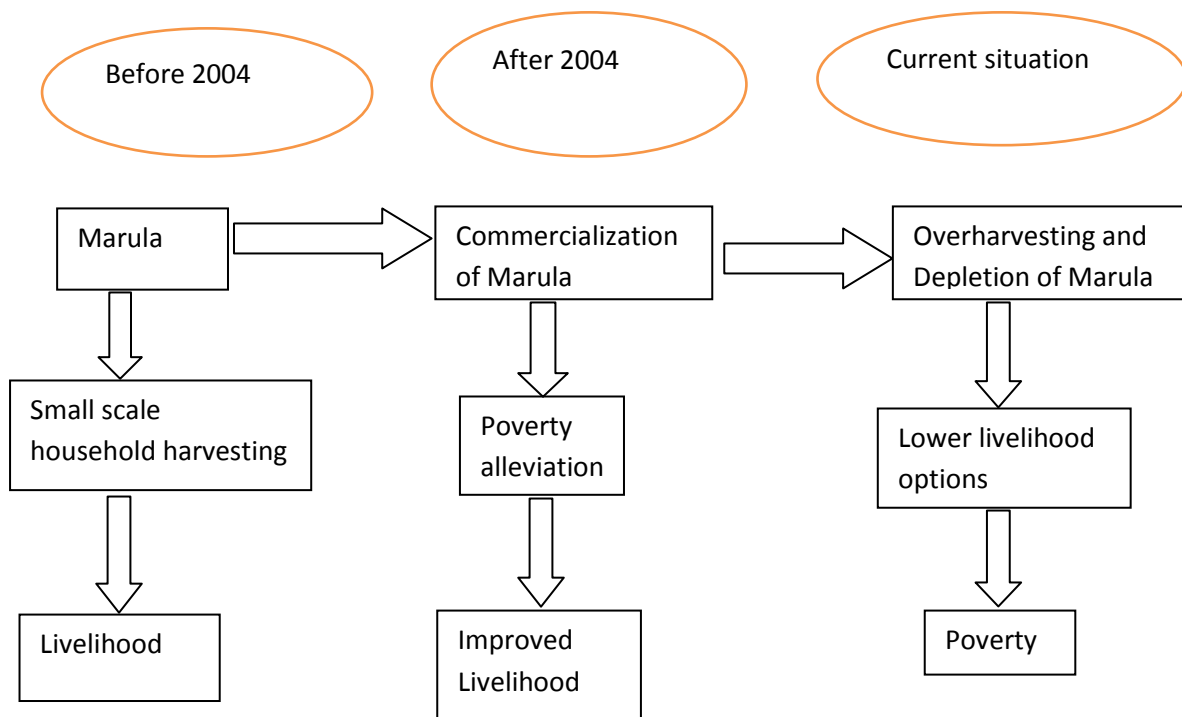 Before 2004
After 2004
Current situation
Marula
Commercialization
of Marula
Overharvesting and
Depletion of Marula
Small scale
household harvesting
Poverty
alleviation
Lower livelihood
options
Livelihood
Improved
Livelihood
Poverty